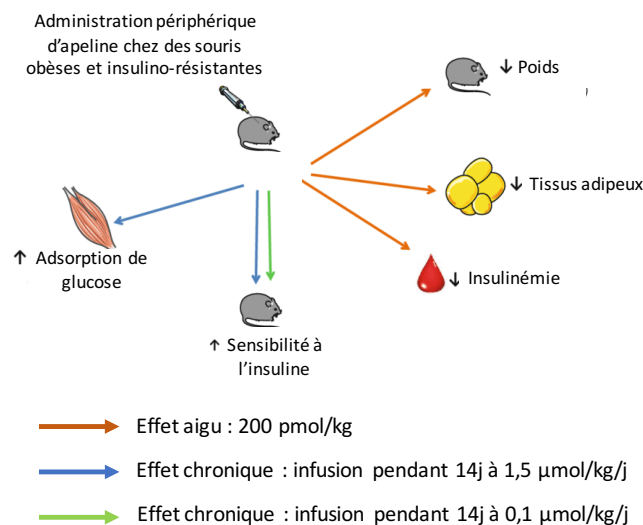 Administration périphérique
d’apeline chez des souris
obèses et insulino-résistantes
↓ Poids
↓ Tissus adipeux
↓ Insulinémie
↑ Adsorption de
glucose
↑ Sensibilité à
l’insuline
Effet aigu : 200 pmol/kg
Effet chronique : infusion pendant 14j à 1,5 µmol/kg/j
Effet chronique : infusion pendant 14j à 0,1 µmol/kg/j